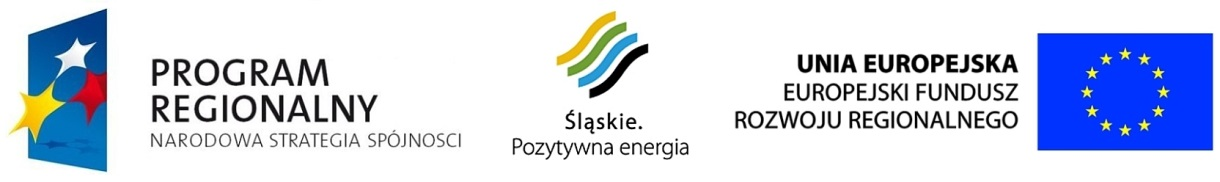 PROGRAM
REGIONALNY
NARODOWA STRATEGIA SPÓJNOSCI
Śląskie.
Pozytywna energia
UNIA EUROPEJSKA
EUROPEJSKI FUNDUSZ
ROZWOJU REGIONALNEGO